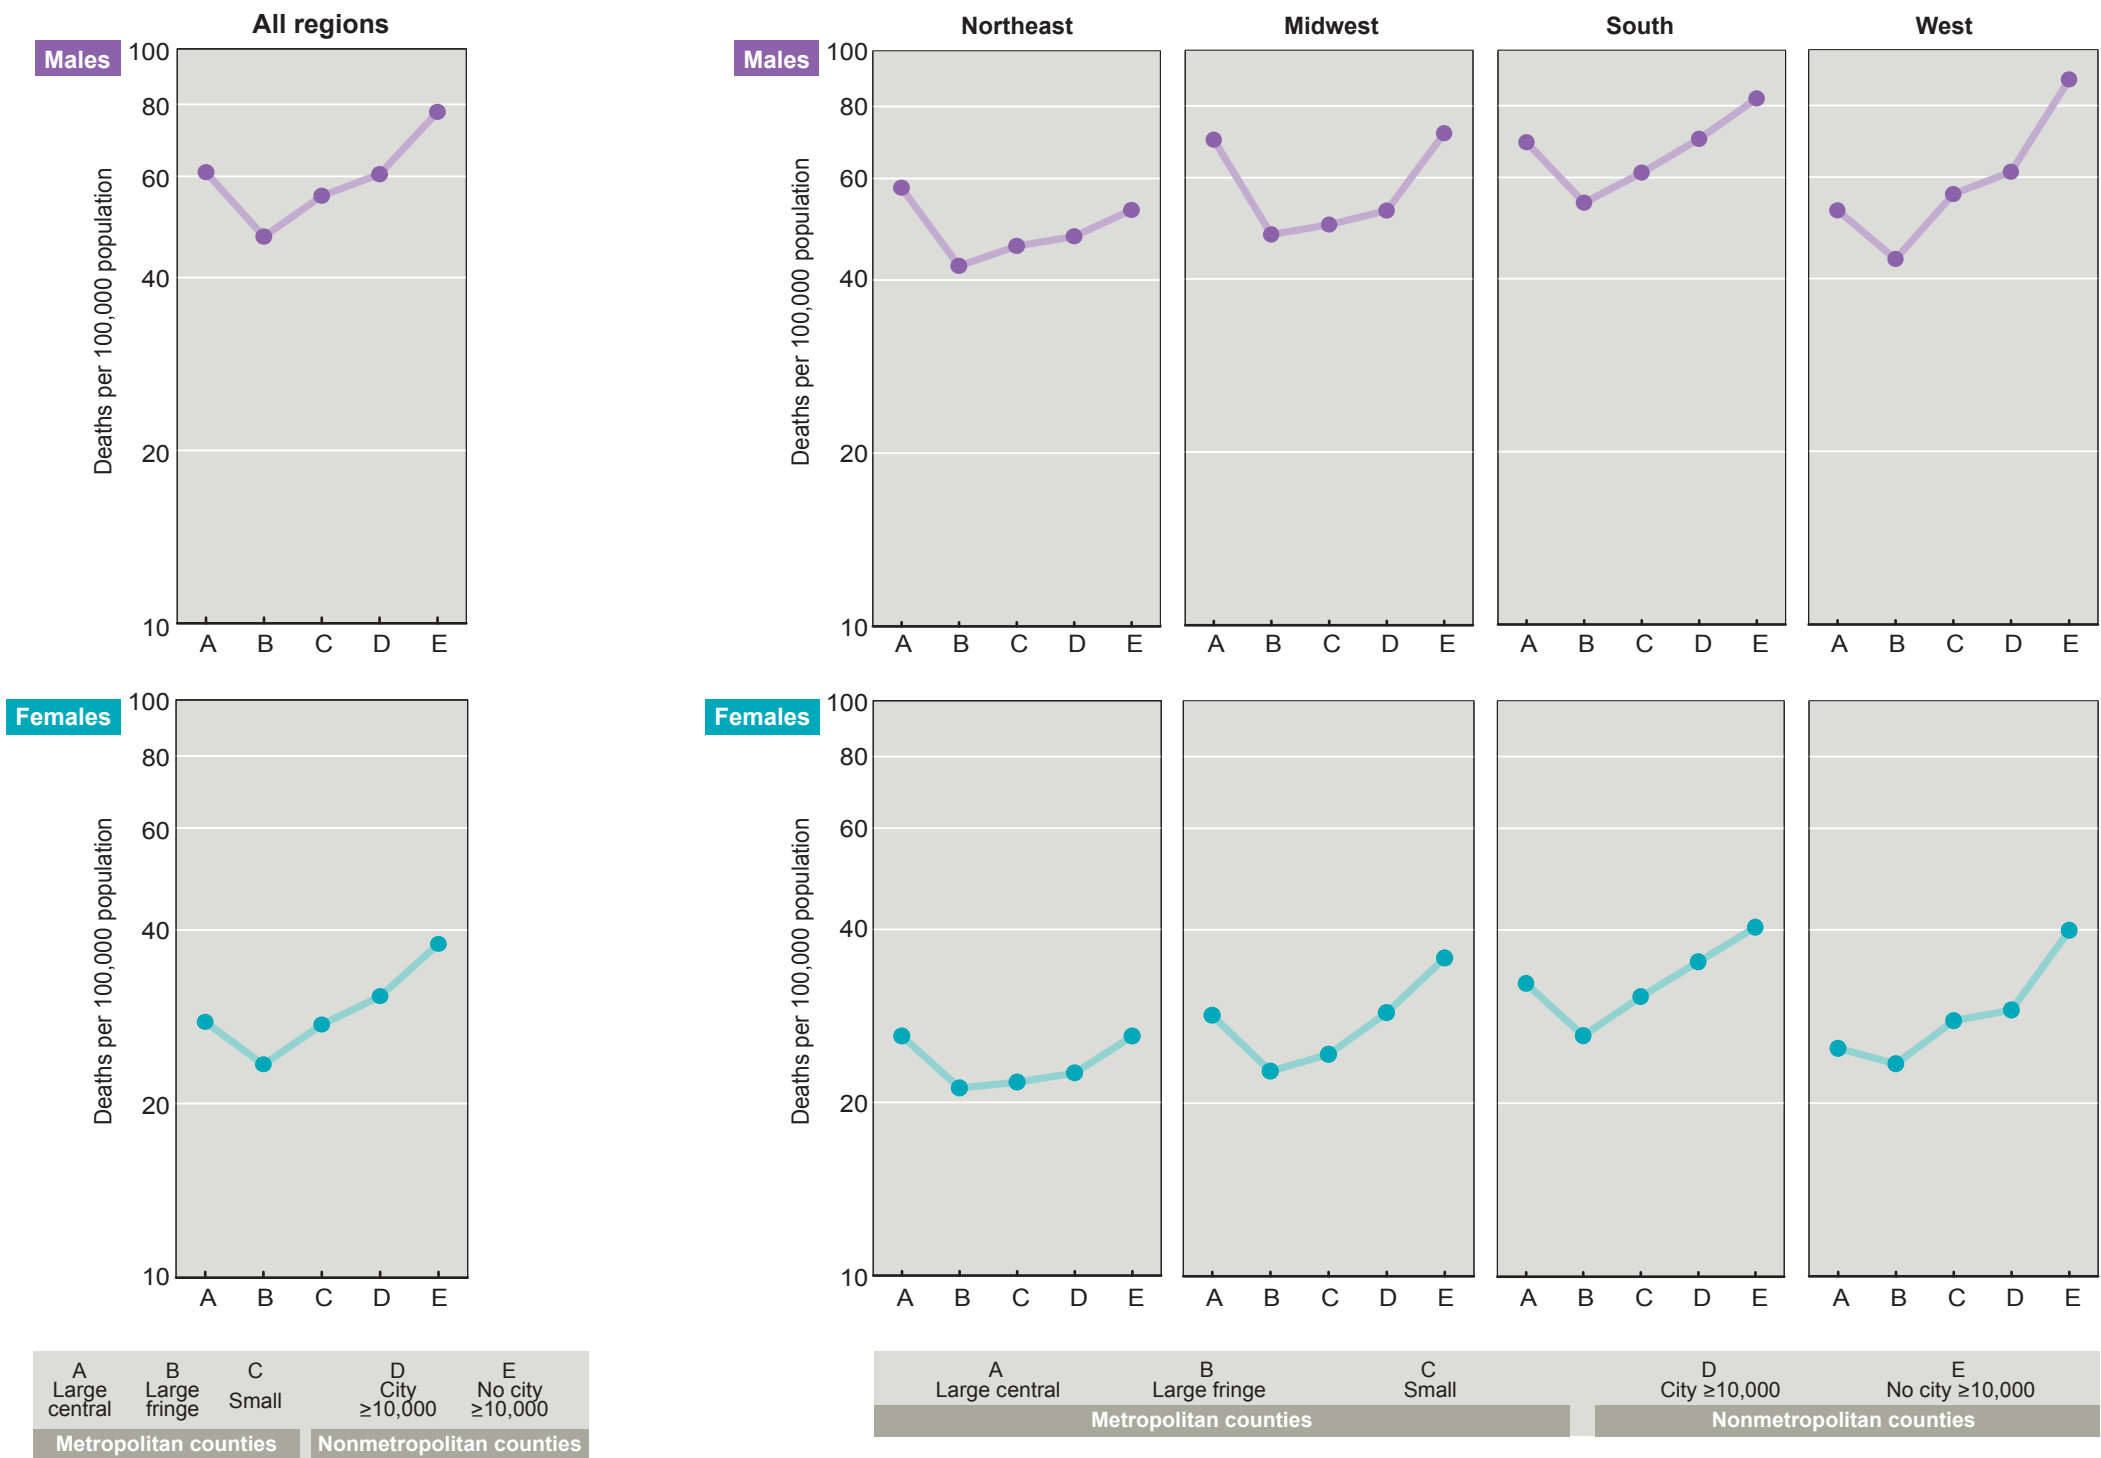 All regions
Males
100
80
60
40
20
10
Deaths per 100,000 population
A B C D E
Females
100
80
60
40
20
10
Deaths per 100,000 population
A B C D E
A
Large
central
B
Large
fringe
C
Small
D
City
≥10,000
E
No city
≥10,000
Metropolitan counties
Nonmetropolitan counties
Northeast
Midwest
South
West
Males
100
80
60
40
20
10
Deaths per 100,000 population
A B C D E
A B C D E
A B C D E
A B C D E
Females
100
80
60
40
20
10
Deaths per 100,000 population
A B C D E
A B C D E
A B C D E
A B C D E
A
Large central
B
Large fringe
C
Small
D
City ≥10,000
E
No city ≥10,000
Metropolitan counties
Nonmetropolitan counties